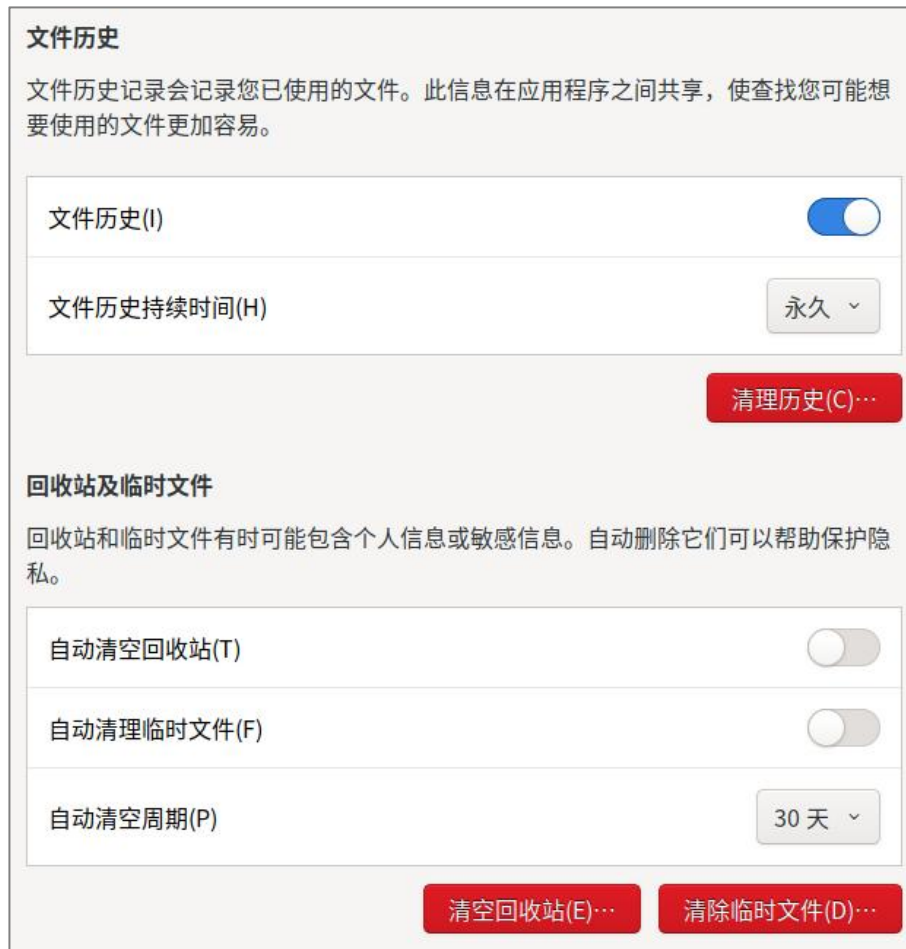 文件历史
文件历史记录会记录您已使用的文件。此信息在应用程序之间共享，使查找您可能想
要使用的文件更加容易。
文件历史(I)
文件历史持续时间(H)
永久
清理历史(C)…
回收站及临时文件
回收站和临时文件有时可能包含个人信息或敏感信息。自动删除它们可以帮助保护隐
私。
自动清空回收站(T)
自动清理临时文件(F)
自动清空周期(P)
30 天
清空回收站(E)…
清除临时文件(D)…